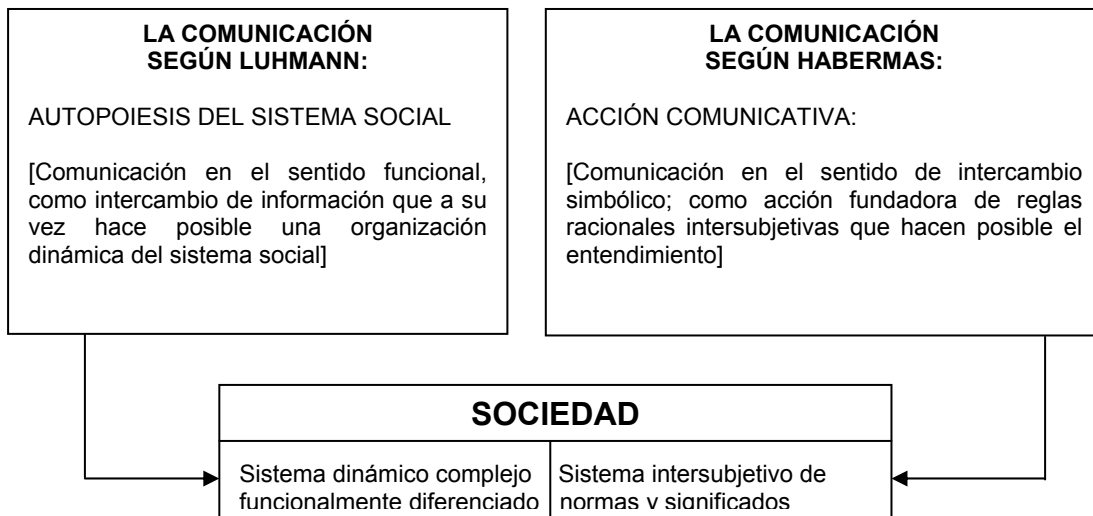 LA COMUNICACIÓN
SEGÚN LUHMANN:
AUTOPOIESIS DEL SISTEMA SOCIAL
[Comunicación en el sentido funcional,
como intercambio de información que a su
vez hace posible una organización
dinámica del sistema social]
LA COMUNICACIÓN
SEGÚN HABERMAS:
ACCIÓN COMUNICATIVA:
[Comunicación en el sentido de intercambio
simbólico; como acción fundadora de reglas
racionales intersubjetivas que hacen posible el
entendimiento]
SOCIEDAD
Sistema dinámico complejo
funcionalmente diferenciado
Sistema intersubjetivo de
normas y significados